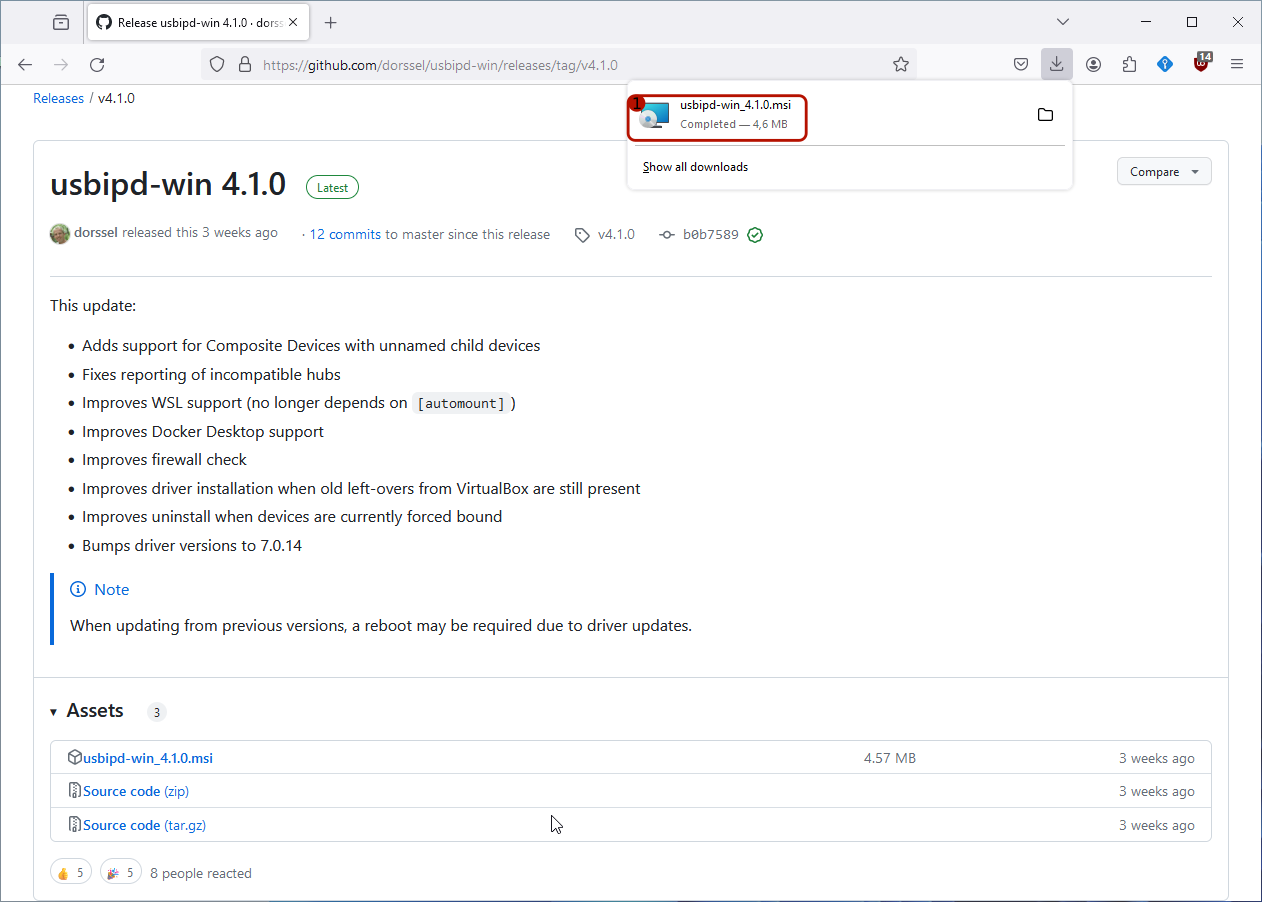 Release usbipd-win 4.1.0 · dorss
https://github.com/dorssel/usbipd-win/releases/tag/v4.1.0
14
Releases / v4.1.0
1
usbipd-win_4.1.0.msi
Completed — 4,6 MB
Show all downloads
usbipd-win 4.1.0 Latest
Compare
dorssel released this 3 weeks ago · 12 commits to master since this release v4.1.0 b0b7589
This update:
• Adds support for Composite Devices with unnamed child devices
• Fixes reporting of incompatible hubs
• Improves WSL support (no longer depends on [automount] )
• Improves Docker Desktop support
• Improves firewall check
• Improves driver installation when old left-overs from VirtualBox are still present
• Improves uninstall when devices are currently forced bound
• Bumps driver versions to 7.0.14
Note
When updating from previous versions, a reboot may be required due to driver updates.
Assets 3
usbipd-win_4.1.0.msi 4.57 MB 3 weeks ago
Source code (zip) 3 weeks ago
Source code (tar.gz) 3 weeks ago
👍 5 🎉 5 8 people reacted